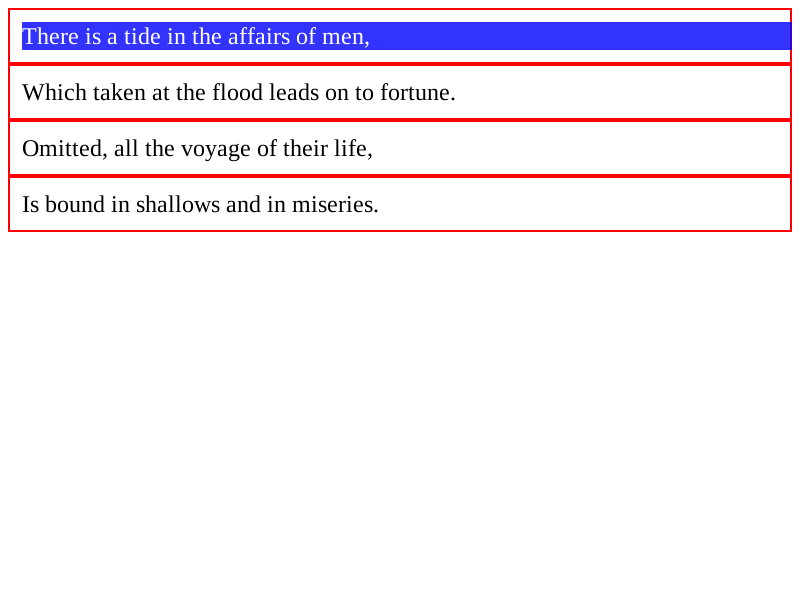 There is a tide in the affairs of men,
Which taken at the flood leads on to fortune.
Omitted, all the voyage of their life,
Is bound in shallows and in miseries.